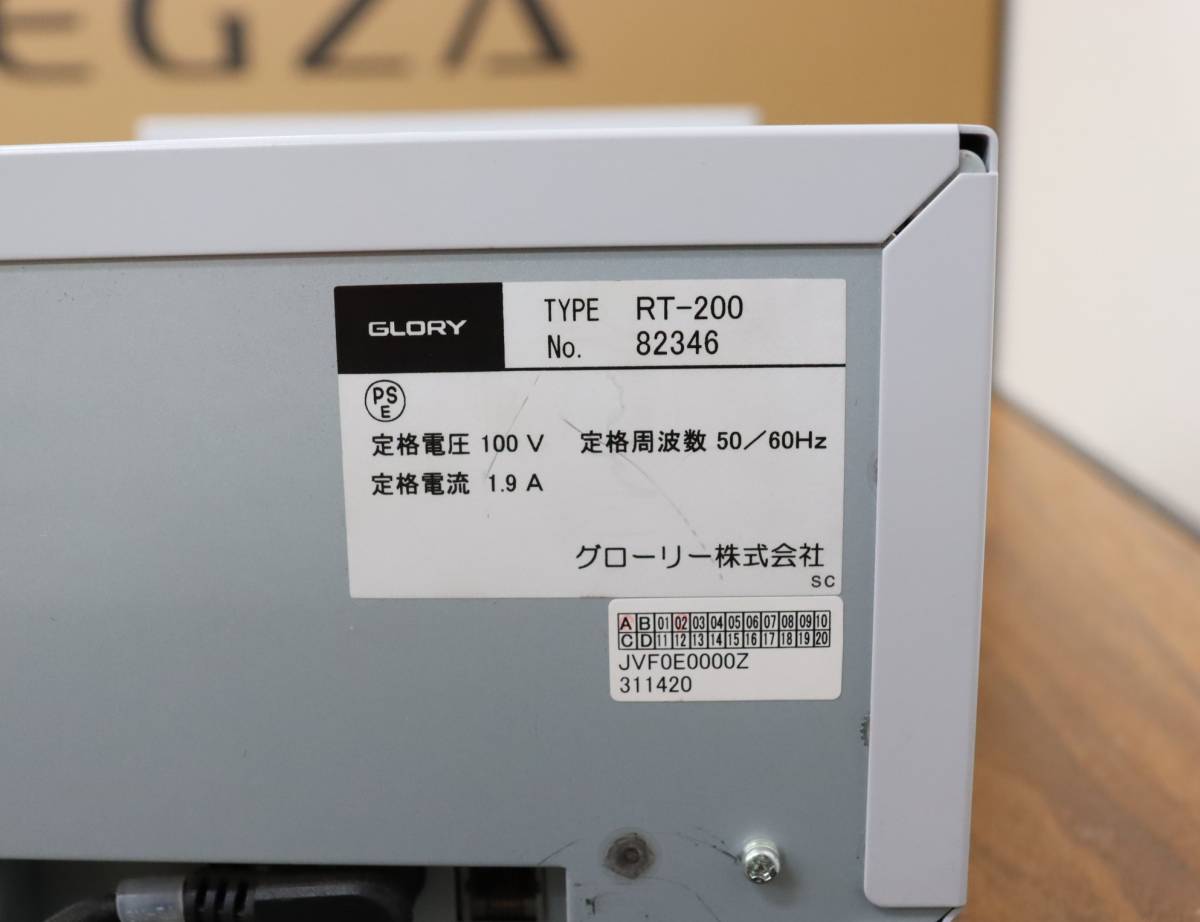 EGZA
GLORY
TYPE RT-200
No. 82346
PS
E
定格電圧 100 V 定格周波数 50/60Hz
定格電流 1.9 A
グローリー株式会社
SC
A B 01 02 03 04 05 06 07 08 09 10
C D 11 12 13 14 15 16 17 18 19 20
JVF0E0000Z
311420